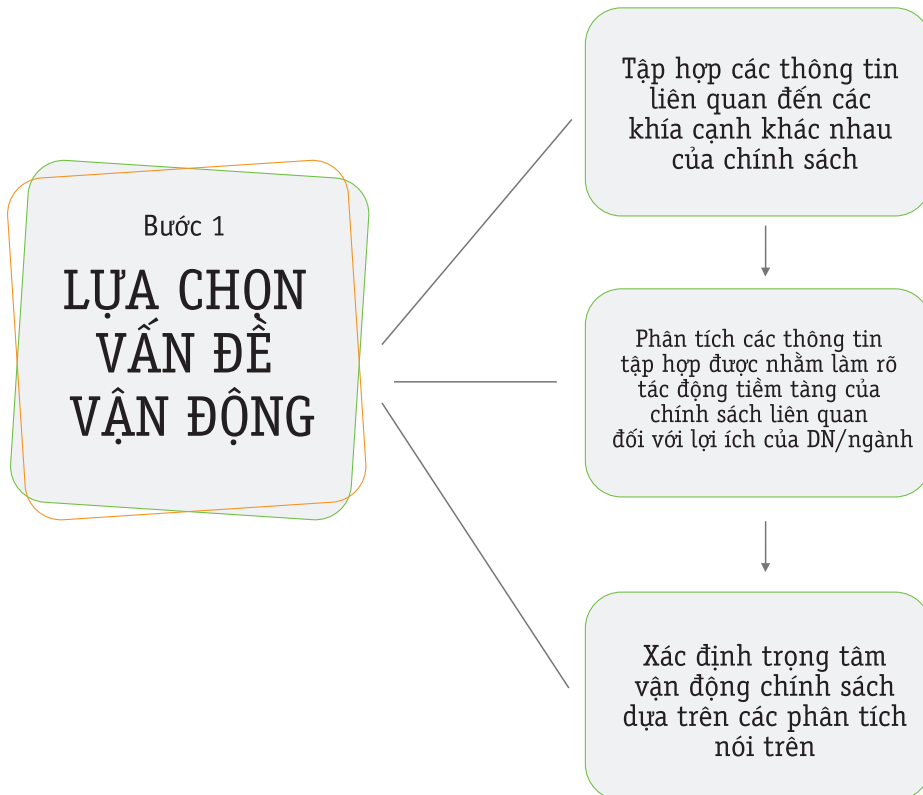 Bước 1
LỰA CHỌN
VẤN ĐỀ
VẬN ĐỘNG
Tập hợp các thông tin
liên quan đến các
khía cạnh khác nhau
của chính sách
Phân tích các thông tin
tập hợp được nhằm làm rõ
tác động tiềm tàng của
chính sách liên quan
đối với lợi ích của DN/ngành
Xác định trọng tâm
vận động chính sách
dựa trên các phân tích
nói trên